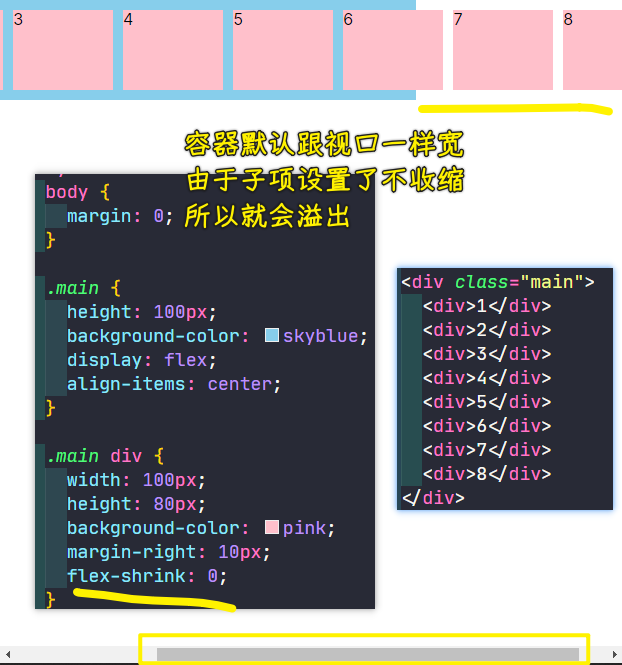 3 4 5 6 7 8
容器默认跟视口一样宽
由于子项设置了不收缩
所以就会溢出
body {
margin: 0;
}
.main {
height: 100px;
background-color: skyblue;
display: flex;
align-items: center;
}
.main div {
width: 100px;
height: 80px;
background-color: pink;
margin-right: 10px;
flex-shrink: 0;
}
<div class="main">
<div>1</div>
<div>2</div>
<div>3</div>
<div>4</div>
<div>5</div>
<div>6</div>
<div>7</div>
<div>8</div>
</div>